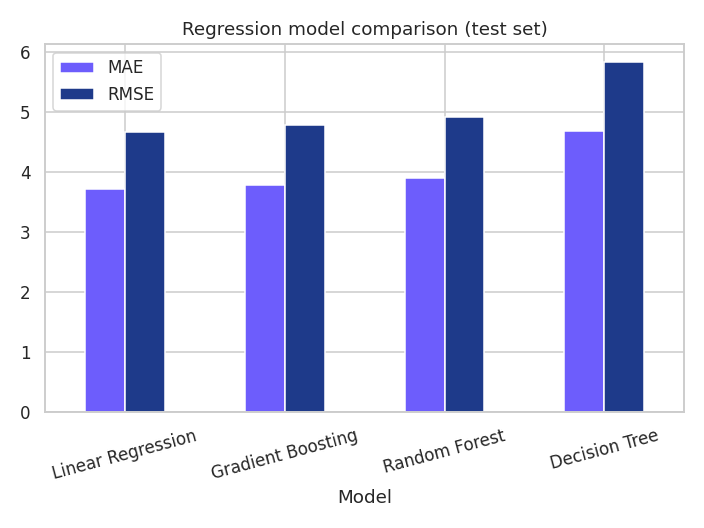 Regression model comparison (test set)
MAE
RMSE
6
5
4
3
2
1
0
Linear Regression
Gradient Boosting
Random Forest
Decision Tree
Model